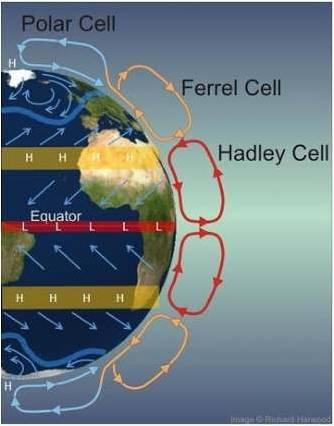 Polar Cell
H
Ferrel Cell
Hadley Cell
H H H H
Equator
L L L L L
H H H H
H
Image © Richard Harwood